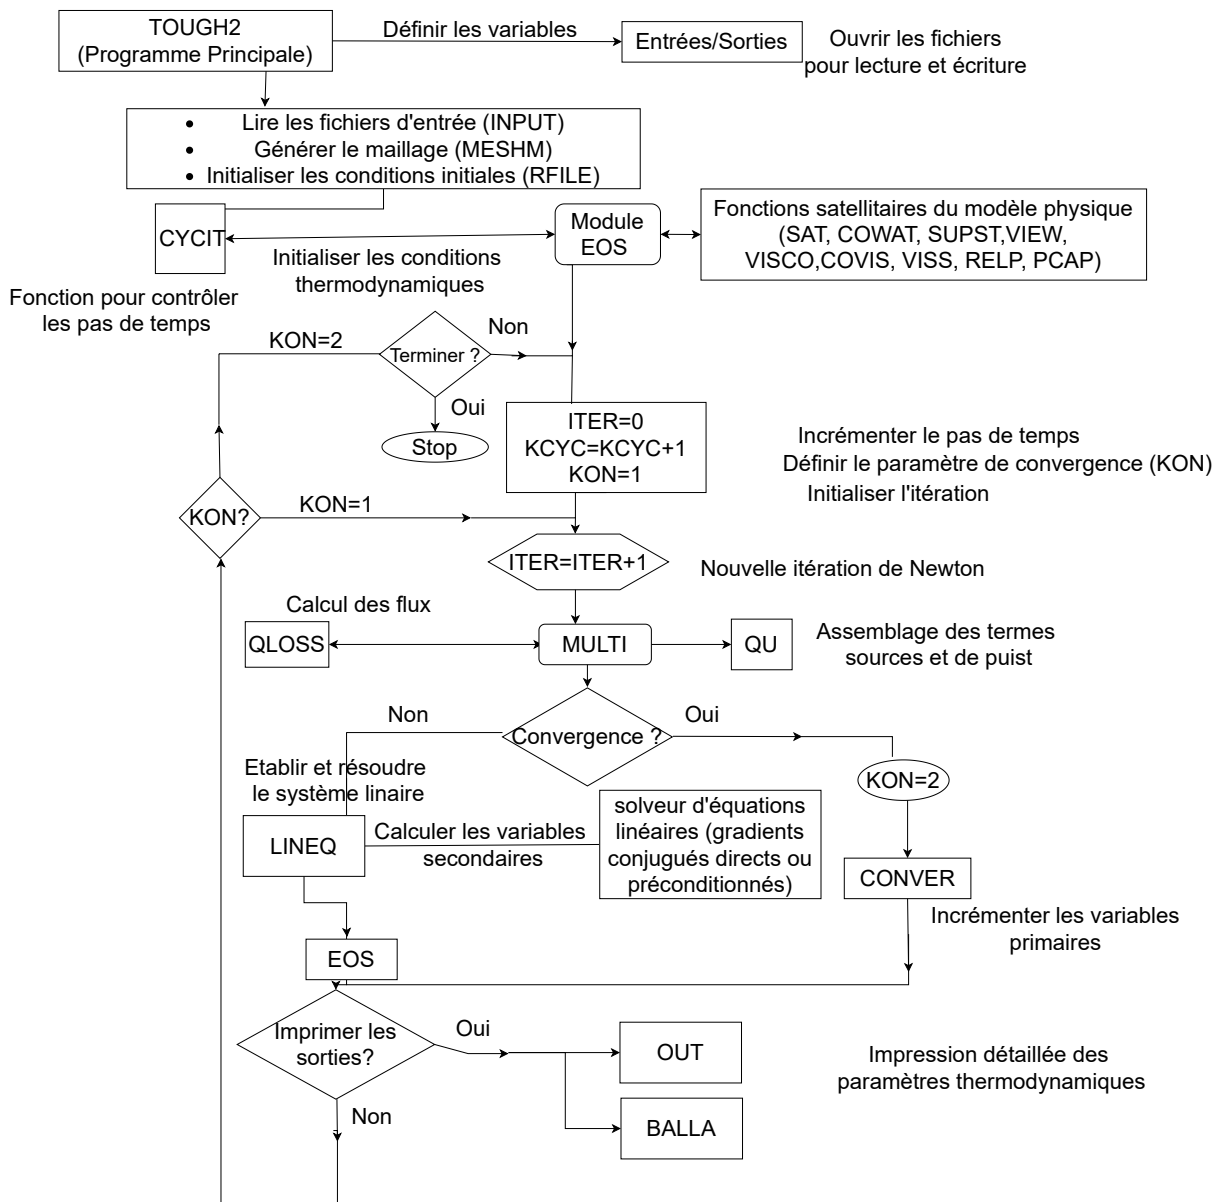 TOUGH2
(Programme Principale)
Définir les variables
Entrées/Sorties
Ouvrir les fichiers
pour lecture et écriture
• Lire les fichiers d'entrée (INPUT)
• Générer le maillage (MESHM)
• Initialiser les conditions initiales (RFILE)
CYCIT
Module
EOS
Fonctions satellitaires du modèle physique
(SAT, COWAT, SUPST,VIEW,
VISCO,COVIS, VISS, RELP, PCAP)
Initialiser les conditions
thermodynamiques
Fonction pour contrôler
les pas de temps
KON=2
Terminer ?
Non
Oui
Stop
ITER=0
KCYC=KCYC+1
KON=1
Incrémenter le pas de temps
Définir le paramètre de convergence (KON)
Initialiser l'itération
KON?
KON=1
ITER=ITER+1
Nouvelle itération de Newton
Calcul des flux
QLOSS
MULTI
QU
Assemblage des termes
sources et de puist
Non
Convergence ?
Oui
Etablir et résoudre
le système linaire
KON=2
LINEQ
Calculer les variables
secondaires
solveur d'équations
linéaires (gradients
conjugués directs ou
préconditionnés)
CONVER
Incrémenter les variables
primaires
EOS
Imprimer les
sorties?
Oui
OUT
Impression détaillée des
paramètres thermodynamiques
Non
BALLA